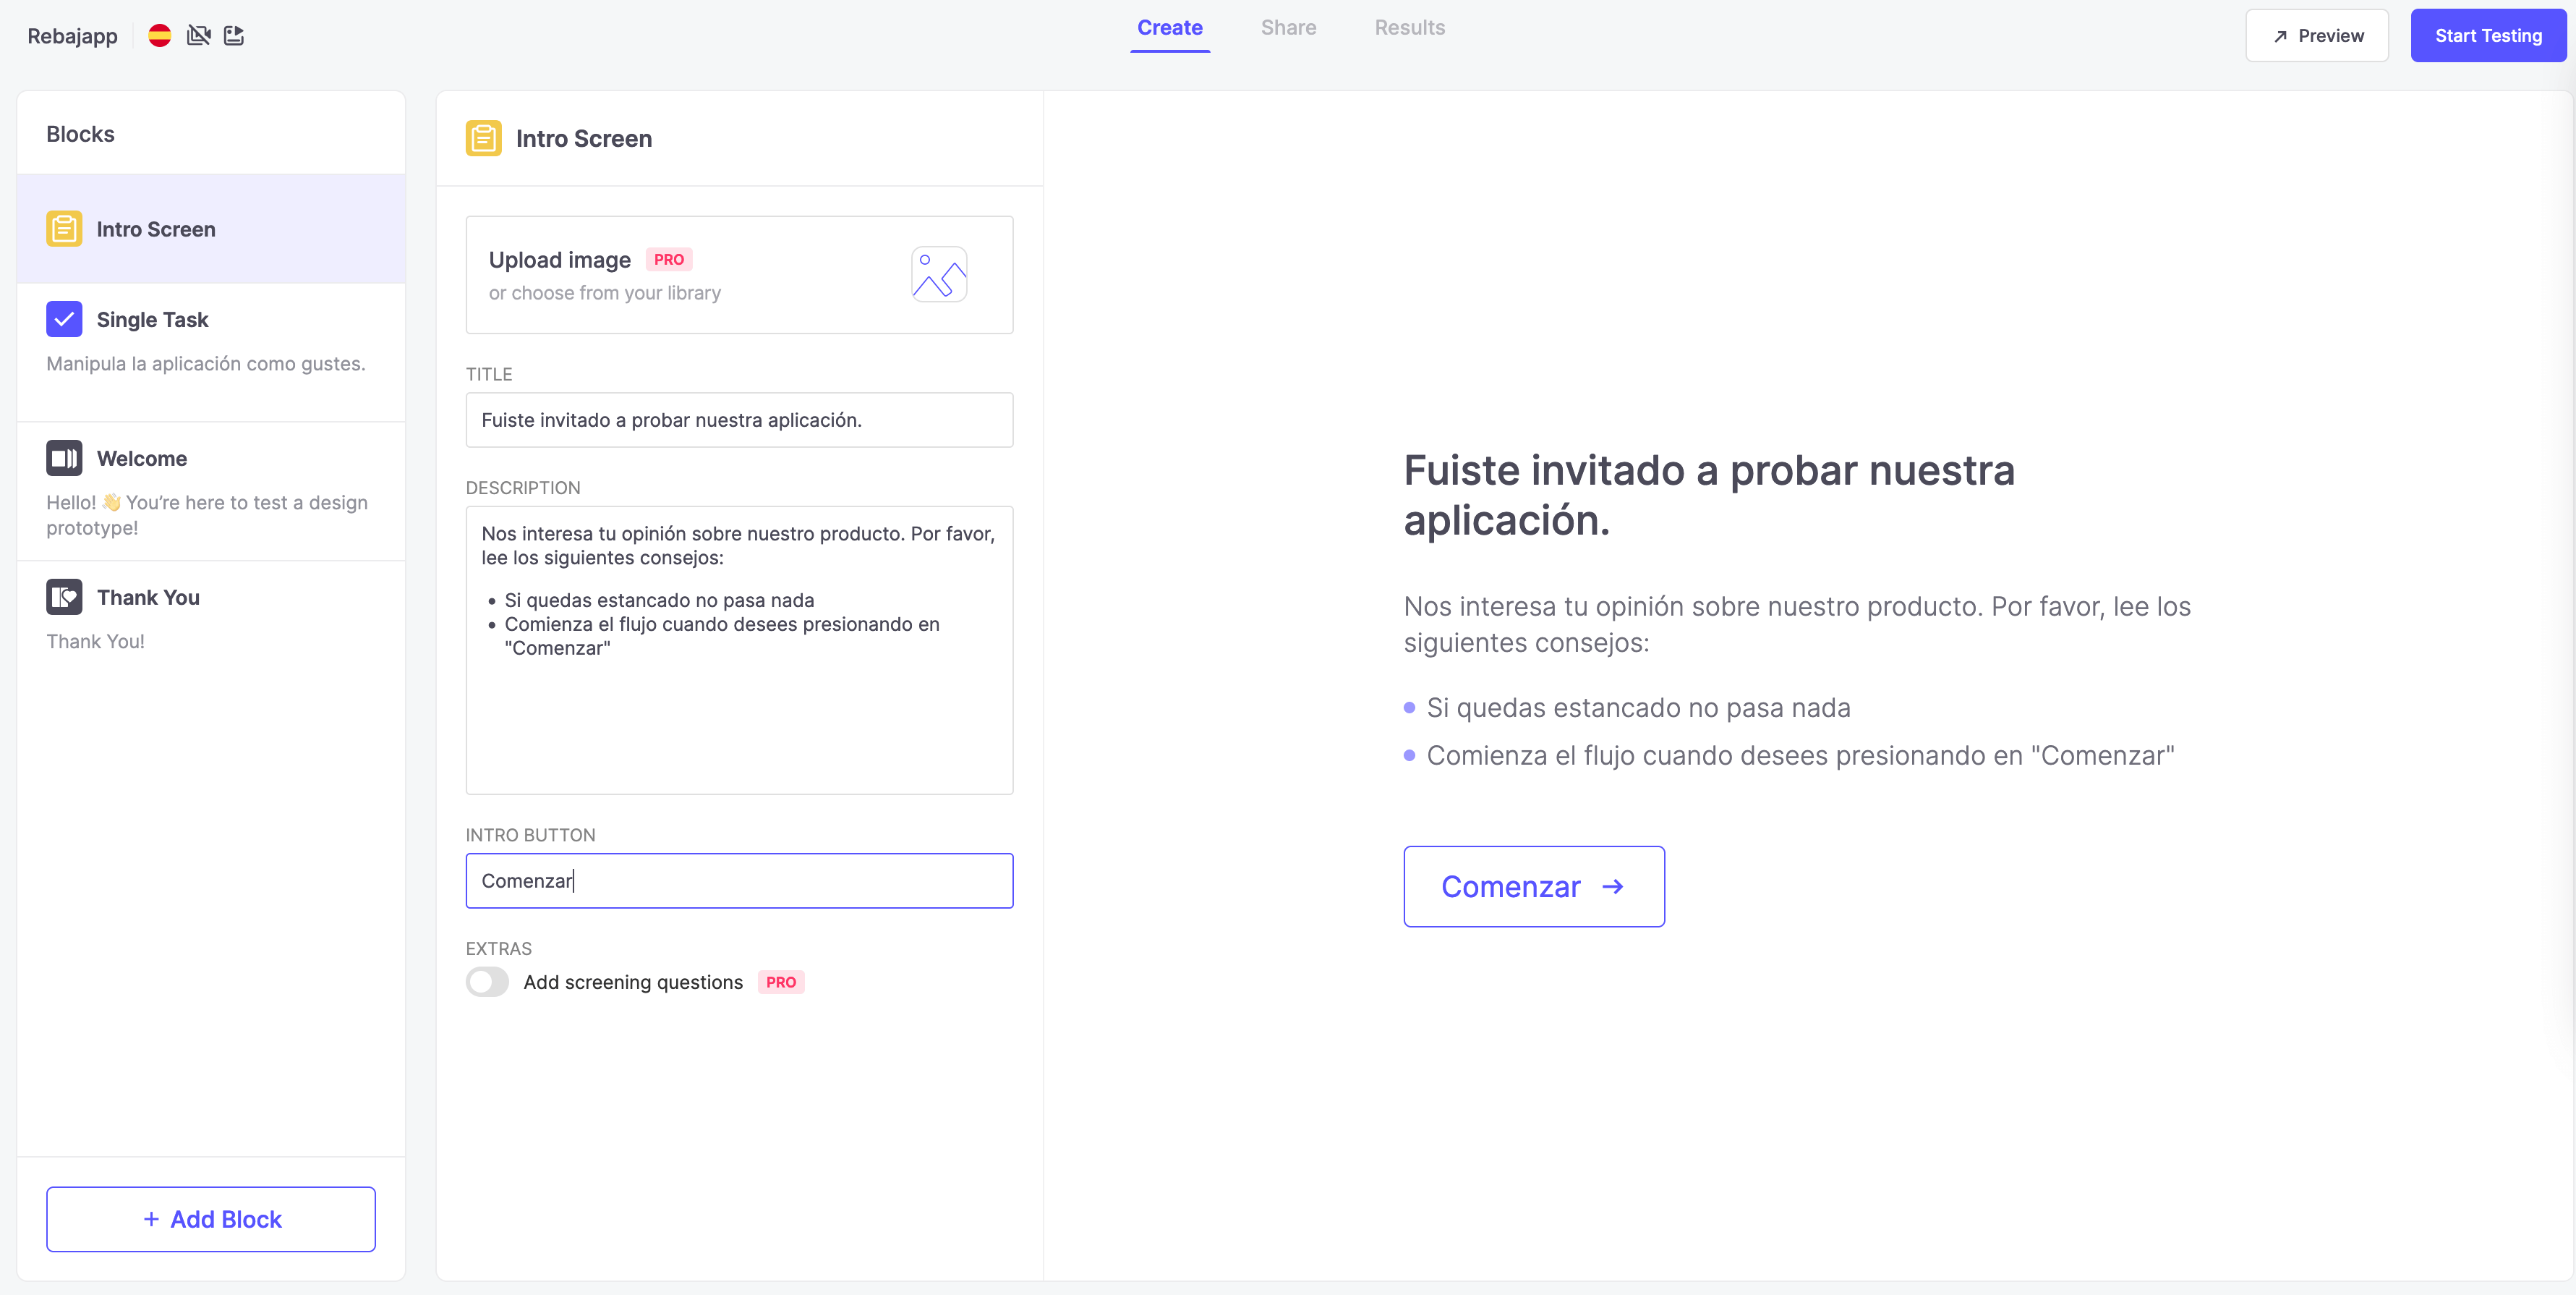 Rebajapp
Create
Share
Results
Preview
Start Testing
Blocks
Intro Screen
Single Task
Manipula la aplicación como gustes.
Welcome
Hello! 👋 You’re here to test a design
prototype!
Thank You
Thank You!
+ Add Block
Intro Screen
Upload image PRO
or choose from your library
TITLE
Fuiste invitado a probar nuestra aplicación.
DESCRIPTION
Nos interesa tu opinión sobre nuestro producto. Por favor,
lee los siguientes consejos:
• Si quedas estancado no pasa nada
• Comienza el flujo cuando desees presionando en
"Comenzar"
INTRO BUTTON
Comenzar
EXTRAS
Add screening questions PRO
Fuiste invitado a probar nuestra
aplicación.
Nos interesa tu opinión sobre nuestro producto. Por favor, lee los
siguientes consejos:
• Si quedas estancado no pasa nada
• Comienza el flujo cuando desees presionando en "Comenzar"
Comenzar →